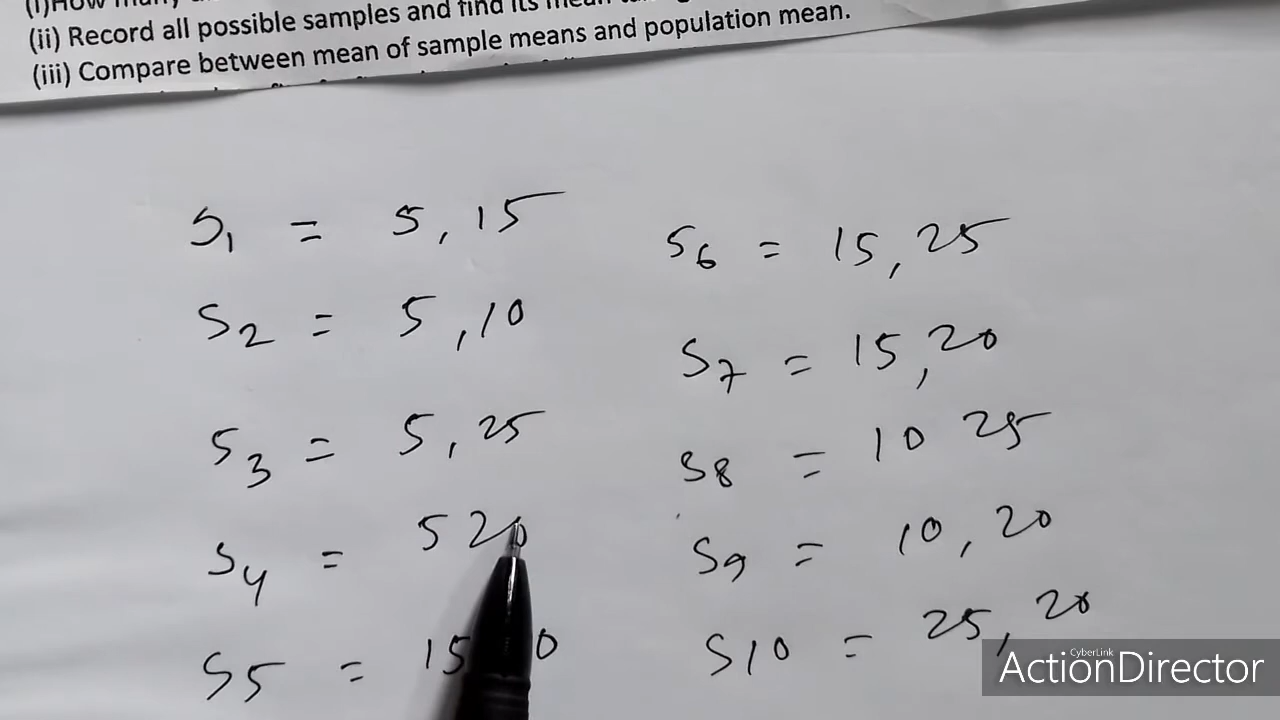 (ii) Record all possible samples and find its mean
(iii) Compare between mean of sample means and population mean.
S1 = 5, 15
S2 = 5, 10
S3 = 5, 25
S4 = 5 20
S5 = 15
S6 = 15, 25
S7 = 15, 20
S8 = 10 25
S9 = 10, 20
S10 = 25, 20
CyberLink
ActionDirector